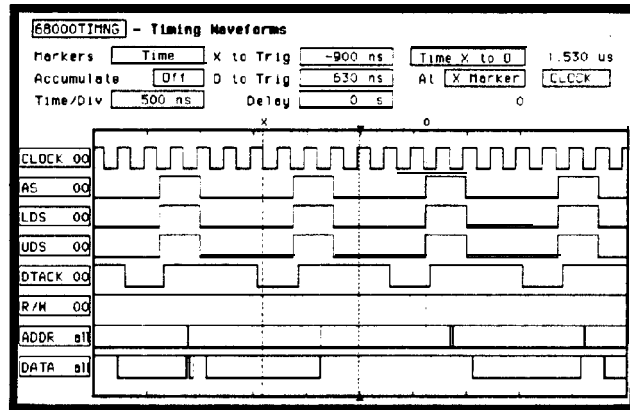 68000TIMNG - Timing Waveforms
Markers Time X to Trig -900 ns Time X to O 1.530 us
Accumulate Off O to Trig 630 ns At X Marker CLOCK
Time/Div 500 ns Delay 0 s 0
X O
CLOCK 00
AS 00
LDS 00
UDS 00
DTACK 00
R/W 00
ADDR all
DATA all